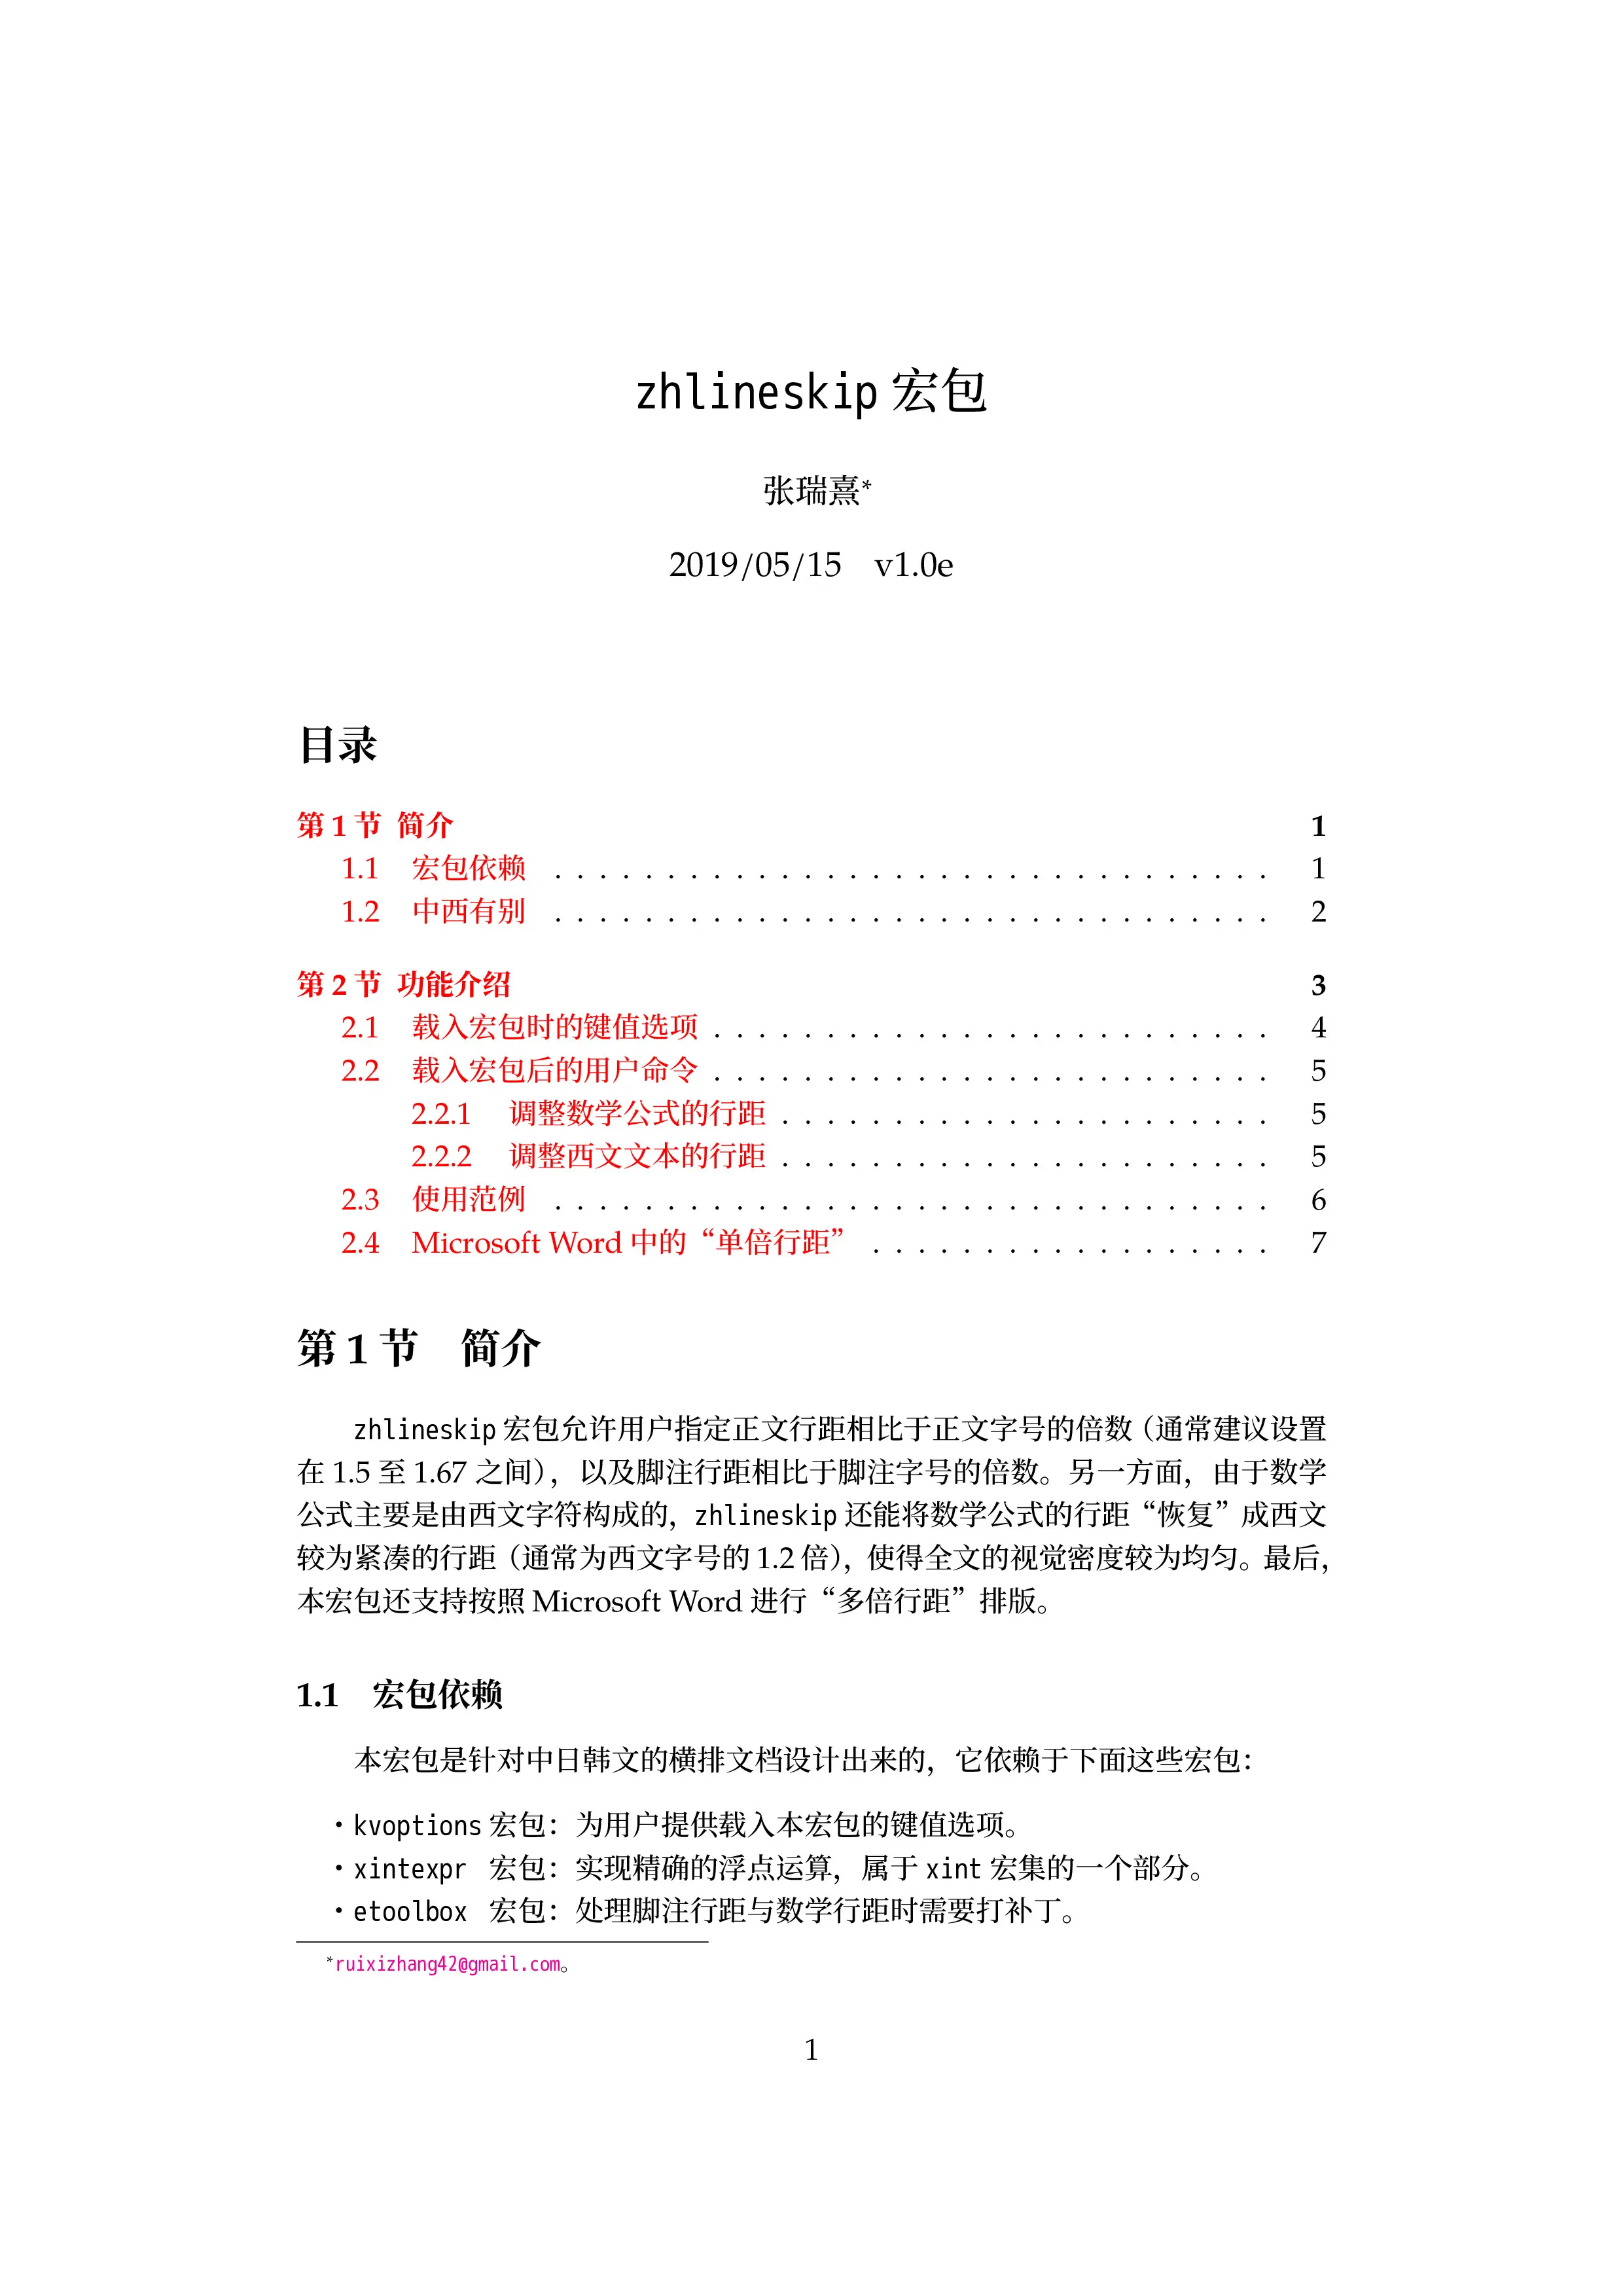 zhlineskip 宏包
张瑞熹*
2019/05/15 v1.0e
目录
第 1 节 简介 1
1.1 宏包依赖 . . . . . . . . . . . . . . . . . . . . . . . . . . . . . . . . 1
1.2 中西有别 . . . . . . . . . . . . . . . . . . . . . . . . . . . . . . . . 2
第 2 节 功能介绍 3
2.1 载入宏包时的键值选项 . . . . . . . . . . . . . . . . . . . . . . . . . 4
2.2 载入宏包后的用户命令 . . . . . . . . . . . . . . . . . . . . . . . . . 5
2.2.1 调整数学公式的行距 . . . . . . . . . . . . . . . . . . . . . . 5
2.2.2 调整西文文本的行距 . . . . . . . . . . . . . . . . . . . . . . 5
2.3 使用范例 . . . . . . . . . . . . . . . . . . . . . . . . . . . . . . . . 6
2.4 Microsoft Word 中的“单倍行距” . . . . . . . . . . . . . . . . . . 7
第 1 节 简介
zhlineskip 宏包允许用户指定正文行距相比于正文字号的倍数（通常建议设置
在 1.5 至 1.67 之间），以及脚注行距相比于脚注字号的倍数。另一方面，由于数学
公式主要是由西文字符构成的，zhlineskip 还能将数学公式的行距“恢复”成西文
较为紧凑的行距（通常为西文字号的 1.2 倍），使得全文的视觉密度较为均匀。最后，
本宏包还支持按照 Microsoft Word 进行“多倍行距”排版。
1.1 宏包依赖
本宏包是针对中日韩文的横排文档设计出来的，它依赖于下面这些宏包：
• kvoptions 宏包：为用户提供载入本宏包的键值选项。
• xintexpr 宏包：实现精确的浮点运算，属于 xint 宏集的一个部分。
• etoolbox 宏包：处理脚注行距与数学行距时需要打补丁。
*ruixizhang42@gmail.com。
1